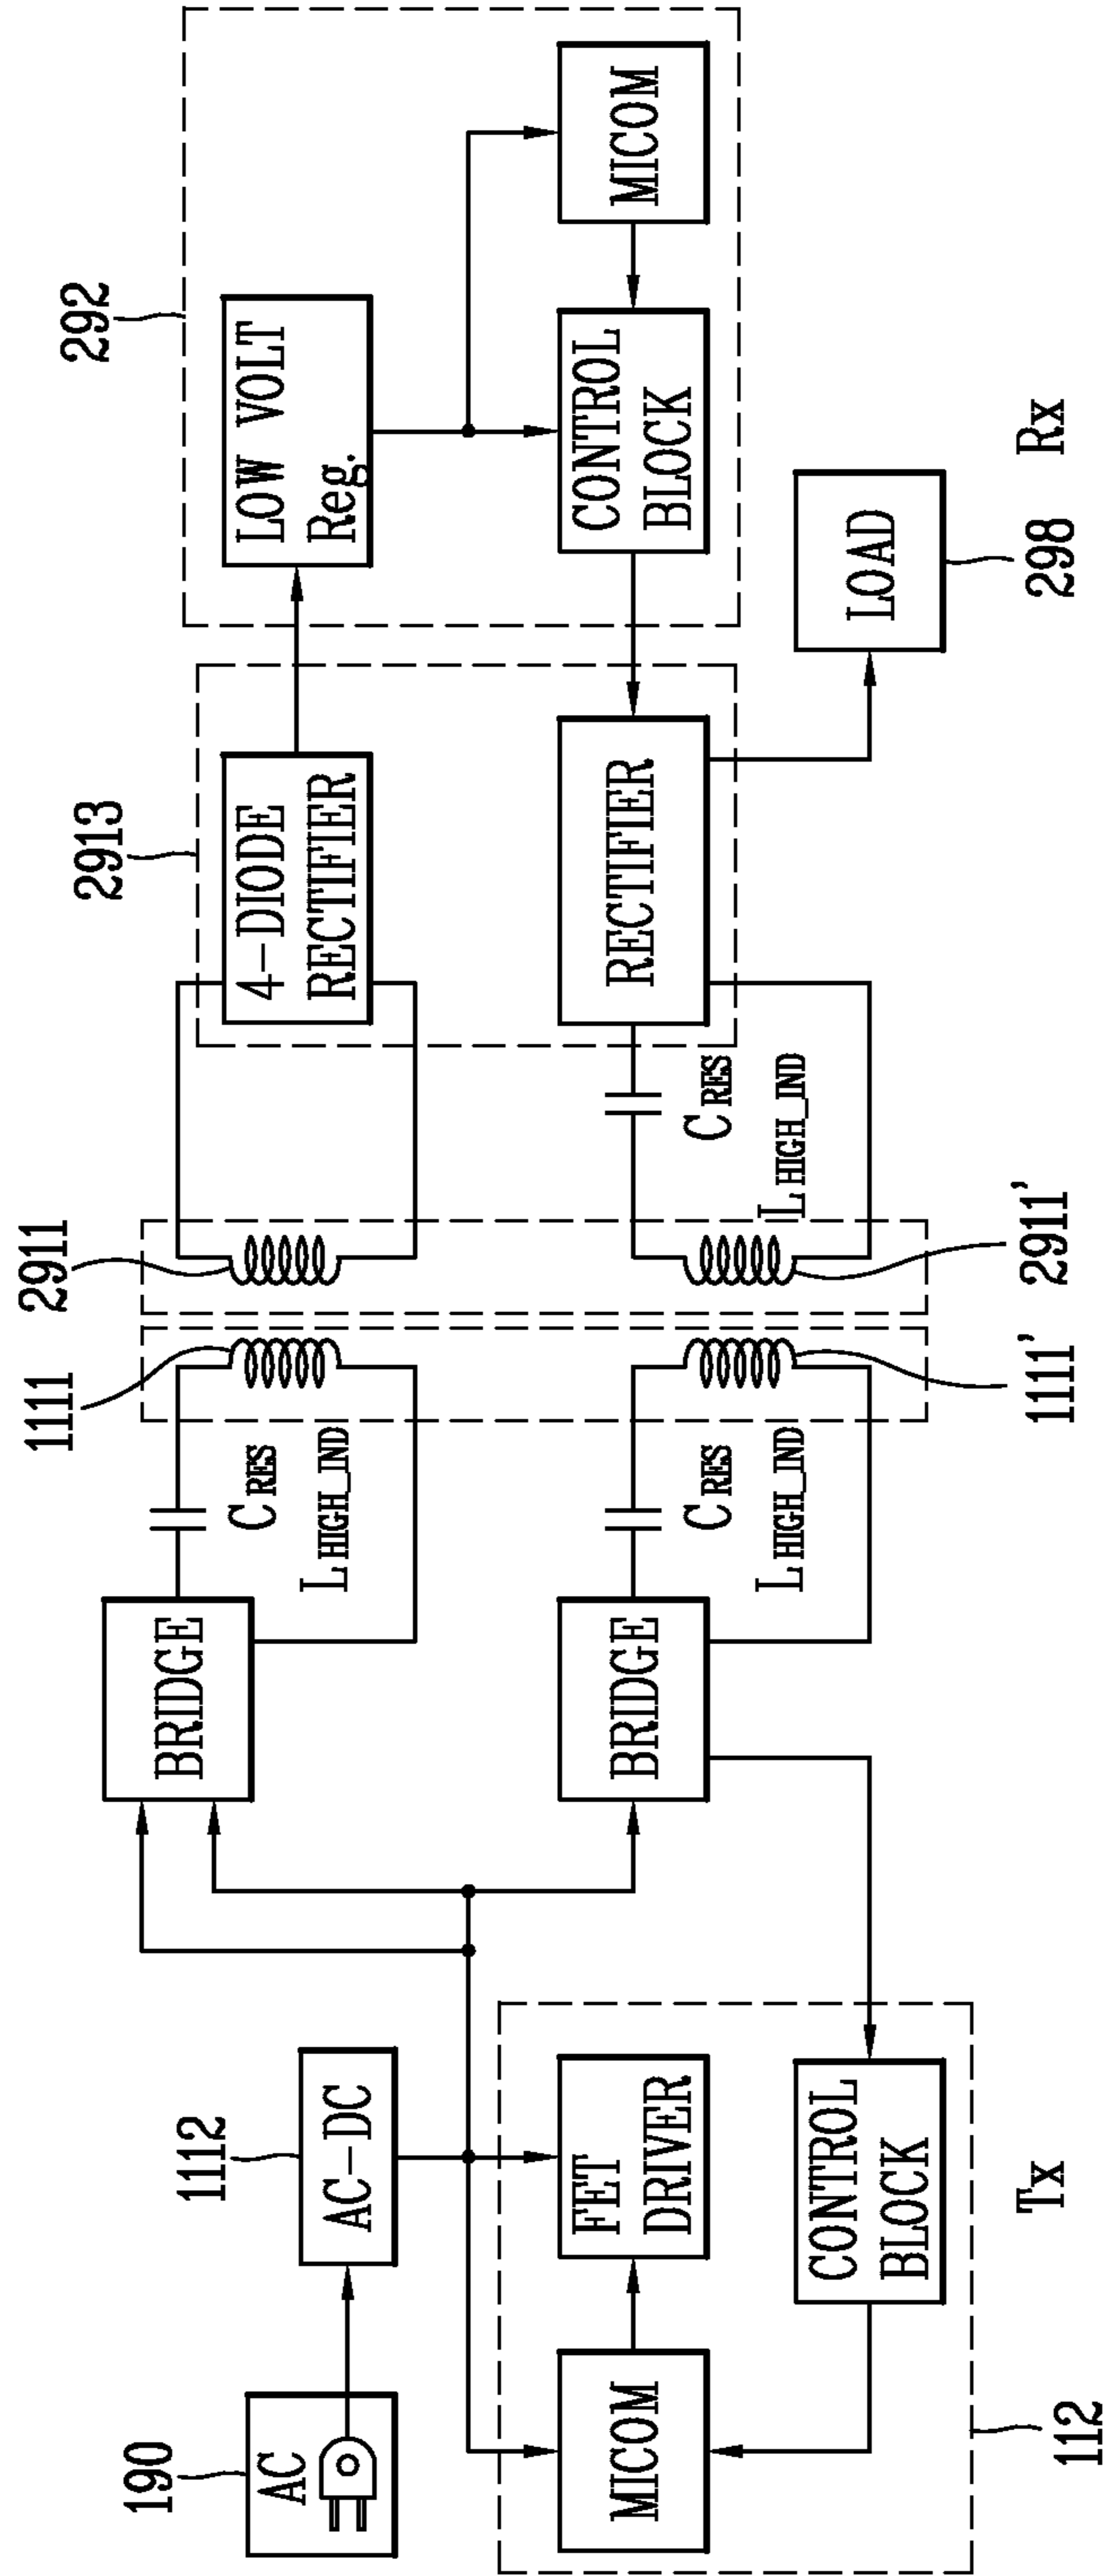 190
AC
1112
AC-DC
MICOM
FET
DRIVER
CONTROL
BLOCK
112
Tx
BRIDGE
BRIDGE
CRES
LHIGH_IND
CRES
LHIGH_IND
1111
1111'
2911
2911'
CRES
LHIGH_IND
2913
4-DIODE
RECTIFIER
RECTIFIER
292
LOW VOLT
Reg.
CONTROL
BLOCK
MICOM
LOAD
298
Rx